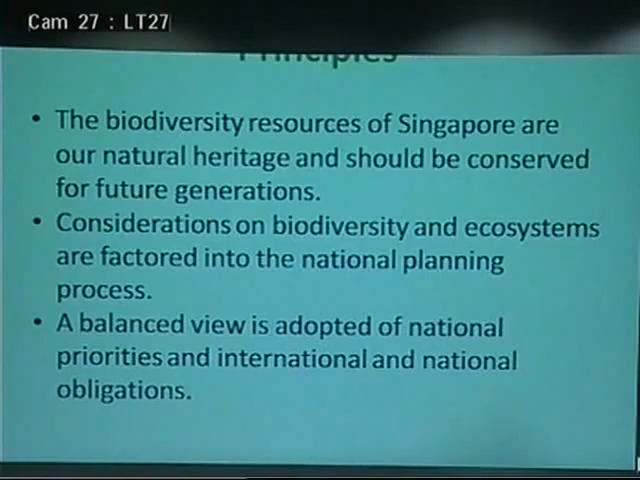 Cam 27 : LT27
Principles
• The biodiversity resources of Singapore are
our natural heritage and should be conserved
for future generations.
• Considerations on biodiversity and ecosystems
are factored into the national planning
process.
• A balanced view is adopted of national
priorities and international and national
obligations.